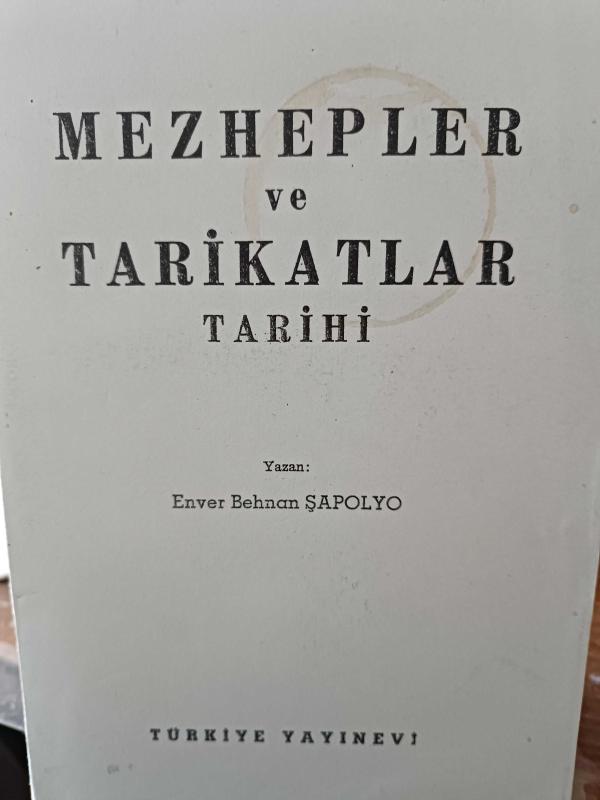 MEZHEPLER
ve
TARİKATLAR
TARİHİ
Yazan:
Enver Behnan ŞAPOLYO
TÜRKİYE YAYINEVİ